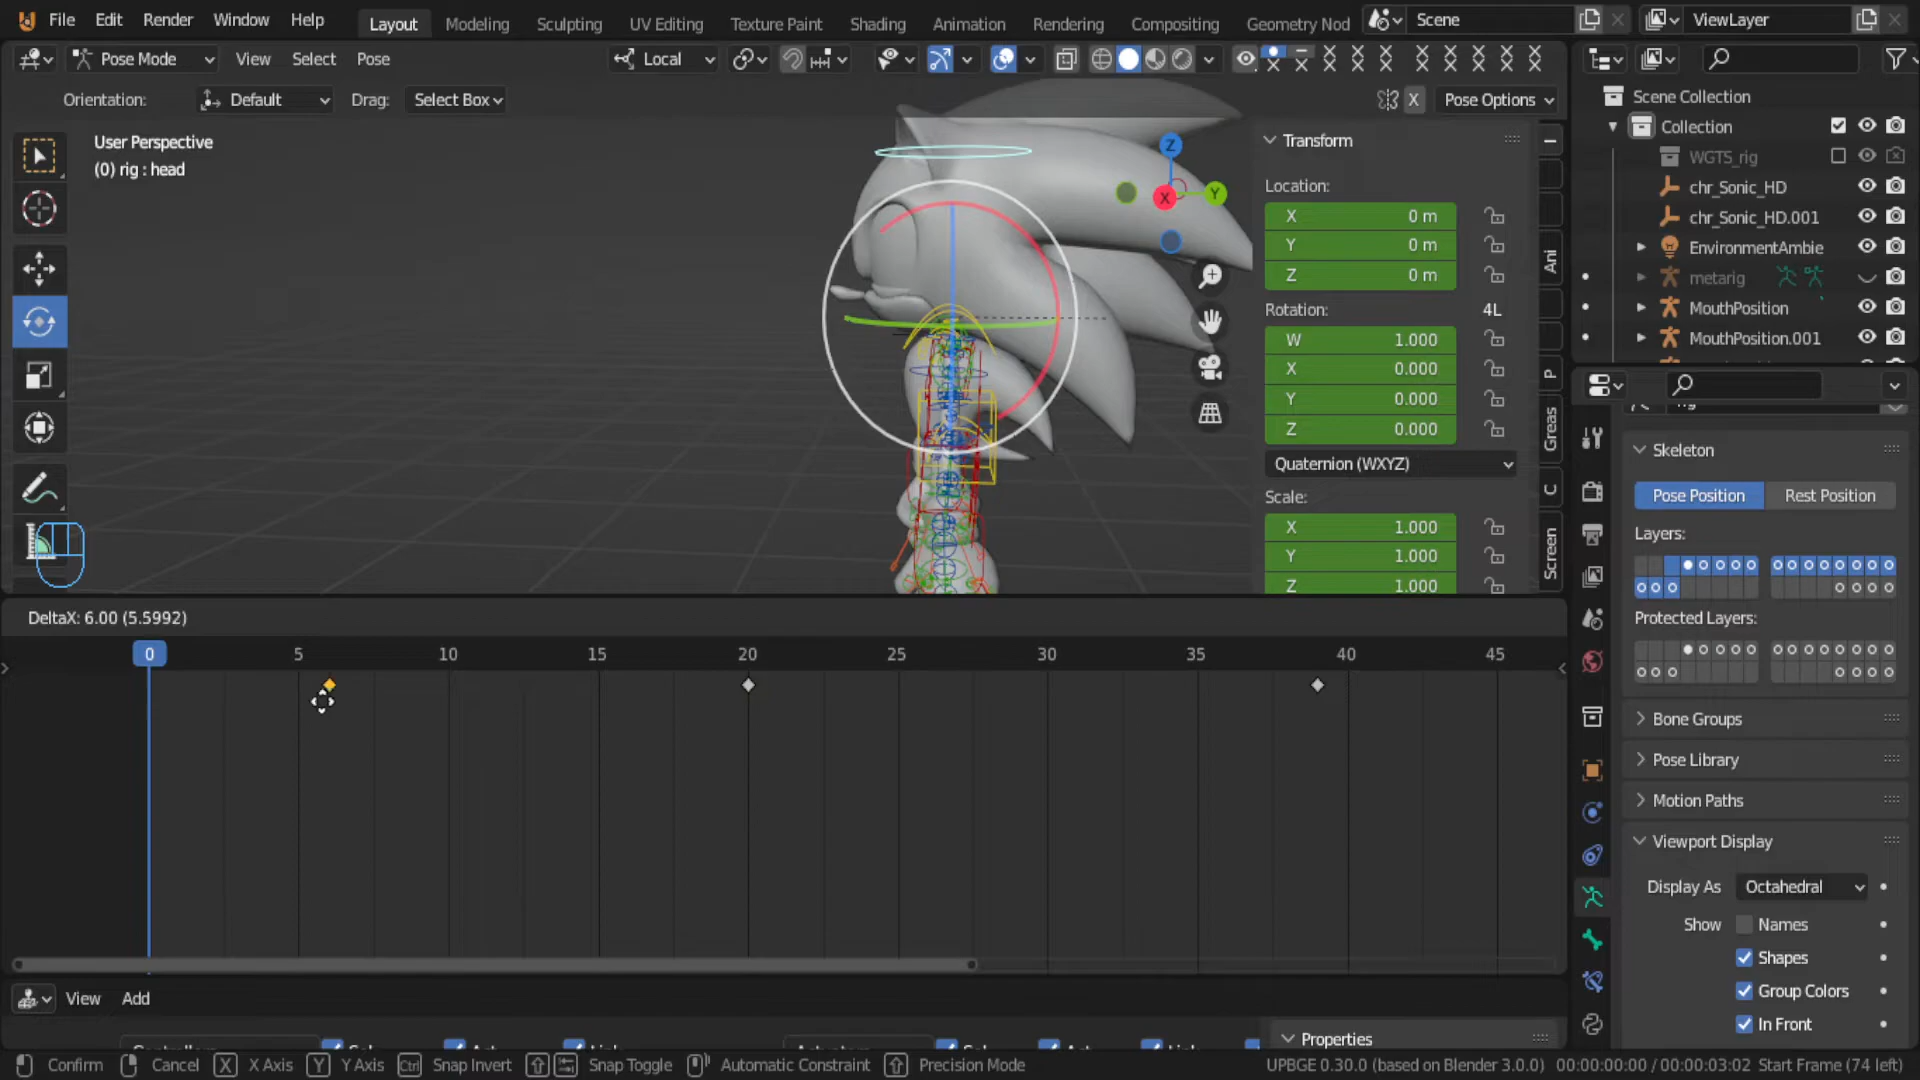 File Edit Render Window Help Layout Modeling Sculpting UV Editing Texture Paint Shading Animation Rendering Compositing Geometry Nod Scene ViewLayer
Pose Mode View Select Pose Local
Orientation: Default Drag: Select Box X Pose Options
User Perspective
(0) rig : head
Z
Y
X
Transform
Location:
X 0 m
Y 0 m
Z 0 m
Rotation: 4L
W 1.000
X 0.000
Y 0.000
Z 0.000
Quaternion (WXYZ)
Scale:
X 1.000
Y 1.000
Z 1.000
Ani
P
Greas
C
Screen
Scene Collection
Collection
WGTS_rig
chr_Sonic_HD
chr_Sonic_HD.001
EnvironmentAmbie
metarig
MouthPosition
MouthPosition.001
Skeleton
Pose Position Rest Position
Layers:
Protected Layers:
Bone Groups
Pose Library
Motion Paths
Viewport Display
Display As Octahedral
Show Names
Shapes
Group Colors
In Front
DeltaX: 6.00 (5.5992)
0 5 10 15 20 25 30 35 40 45
View Add
Properties
Confirm Cancel X X Axis Y Y Axis Ctrl Snap Invert Snap Toggle Automatic Constraint Precision Mode UPBGE 0.30.0 (based on Blender 3.0.0) 00:00:00:00 / 00:00:03:02 Start Frame (74 left)